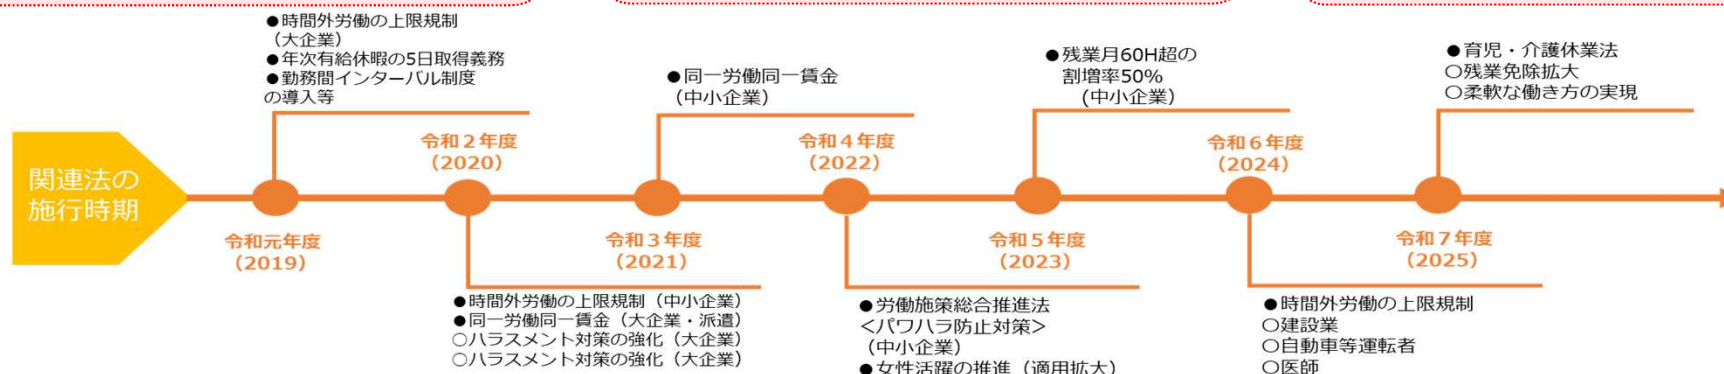 関連法の
施行時期
●時間外労働の上限規制
（大企業）
●年次有給休暇の5日取得義務
●勤務間インターバル制度
の導入等
令和元年度
（2019）
令和２年度
（2020）
●時間外労働の上限規制（中小企業）
●同一労働同一賃金（大企業・派遣）
○ハラスメント対策の強化（大企業）
○ハラスメント対策の強化（大企業）
●同一労働同一賃金
（中小企業）
令和３年度
（2021）
令和４年度
（2022）
●労働施策総合推進法
＜パワハラ防止対策＞
（中小企業）
●女性活躍の推進（適用拡大）
●残業月60H超の
割増率50%
（中小企業）
令和５年度
（2023）
令和６年度
（2024）
●時間外労働の上限規制
○建設業
○自動車等運転者
○医師
●育児・介護休業法
○残業免除拡大
○柔軟な働き方の実現
令和７年度
（2025）